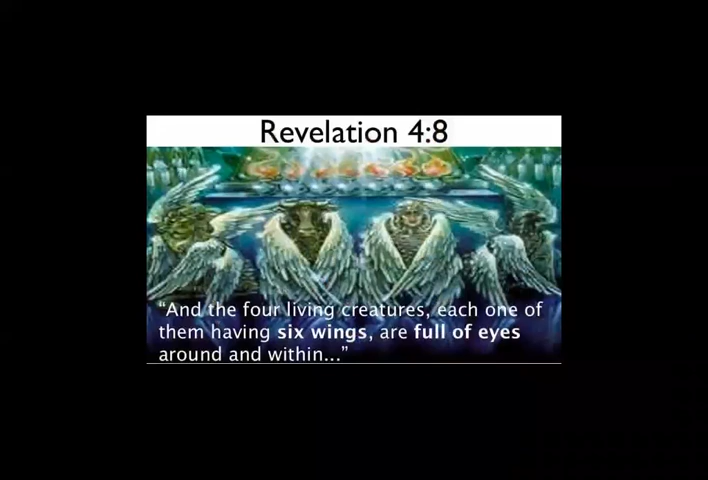 Revelation 4:8
“And the four living creatures, each one of
them having six wings, are full of eyes
around and within...”